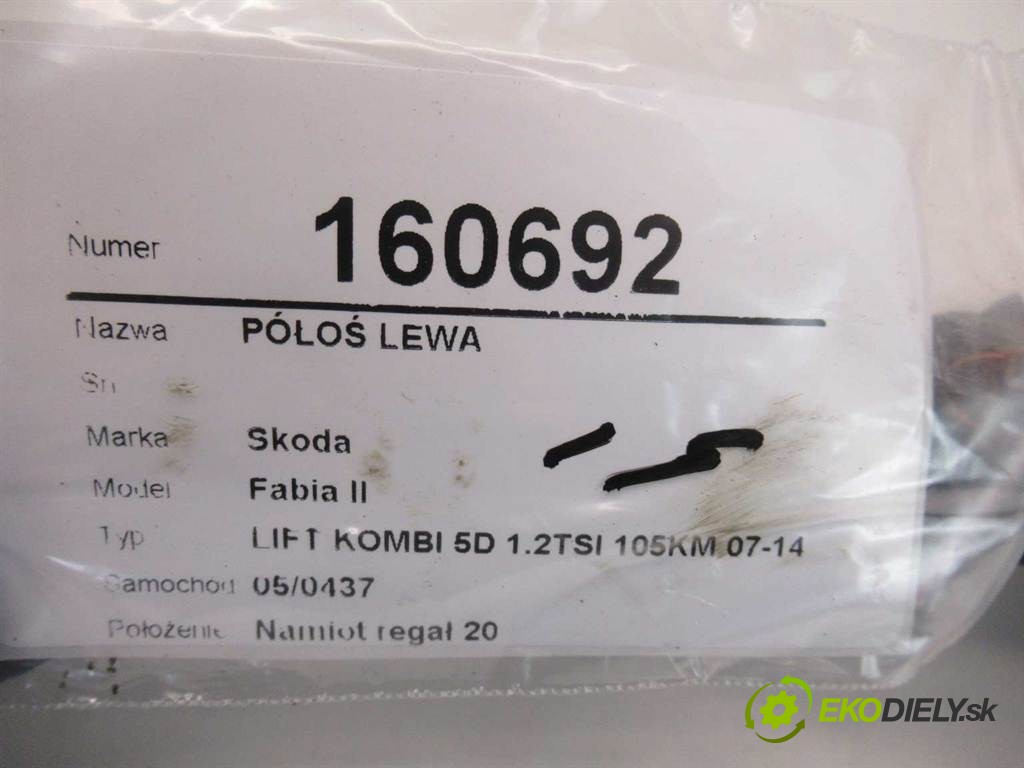 Numer 160692
Nazwa PÓŁOŚ LEWA
Sn
Marka Skoda
Model Fabia II
Typ LIFT KOMBI 5D 1.2TSI 105KM 07-14
Samochód 05/0437
Położenie Namiot regał 20
EKODIELY.sk